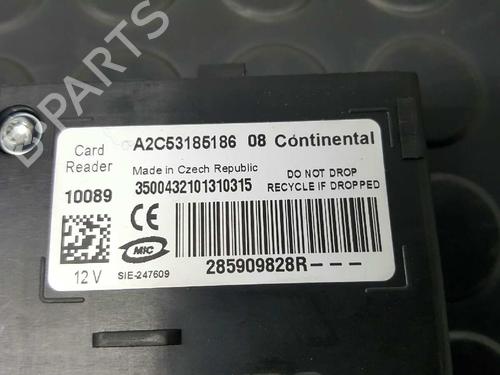 B-PARTS
Card Reader
A2C53185186 08 Continental
Made in Czech Republic
DO NOT DROP
10089
3500432101310315
RECYCLE IF DROPPED
CE
MIC
12 V
SIE-247609
285909828R---